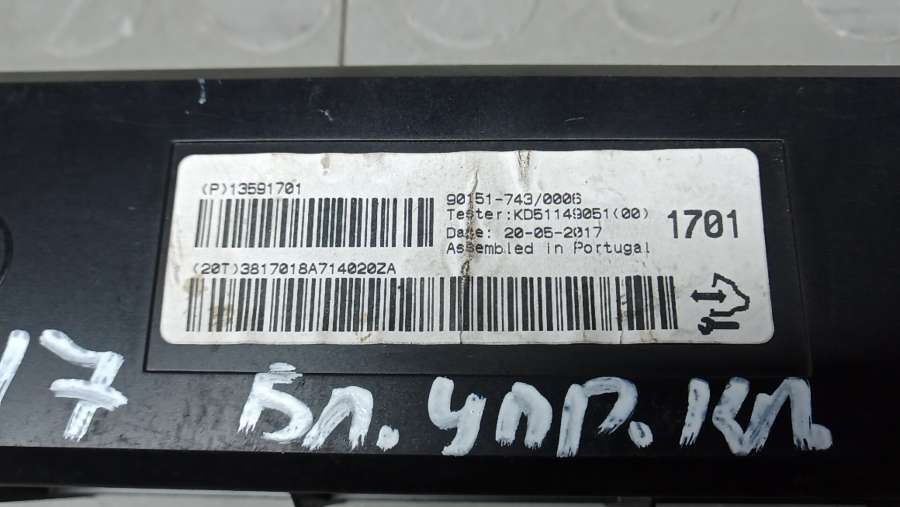 (P)13591701
90151-743/0006
Tester:KD51149051(00)
Date: 20-05-2017
Assembled in Portugal
1701
(20T)3817018A714020ZA
17 Бл. упр. кл.